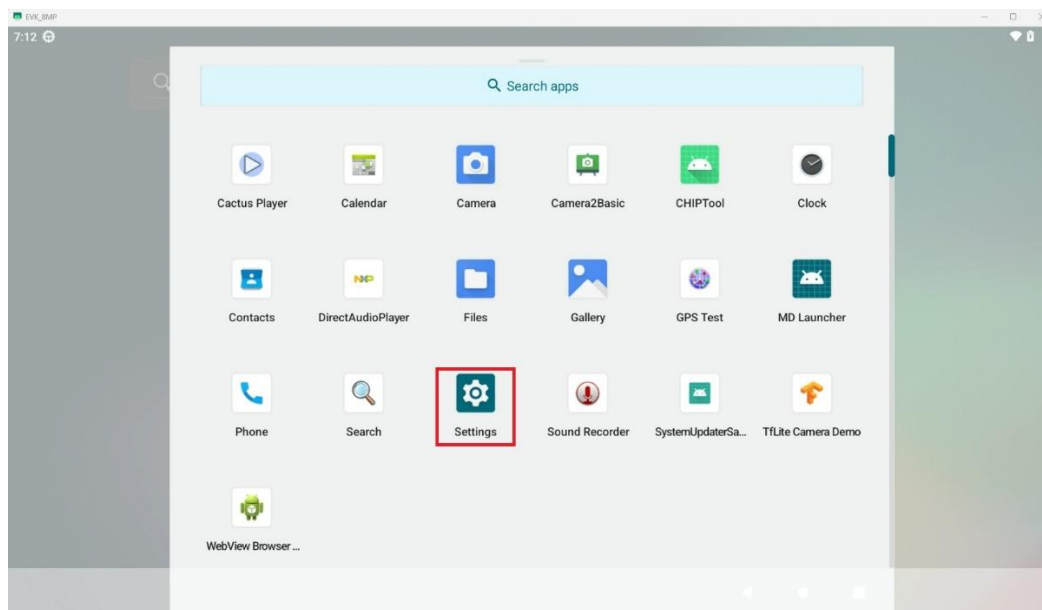 EVK_8MP
7:12
Search apps
Cactus Player
Calendar
Camera
Camera2Basic
CHIPTool
Clock
Contacts
NXP
DirectAudioPlayer
Files
Gallery
GPS Test
MD Launcher
Phone
Search
Settings
Sound Recorder
SystemUpdaterSa...
TfLite Camera Demo
WebView Browser ...